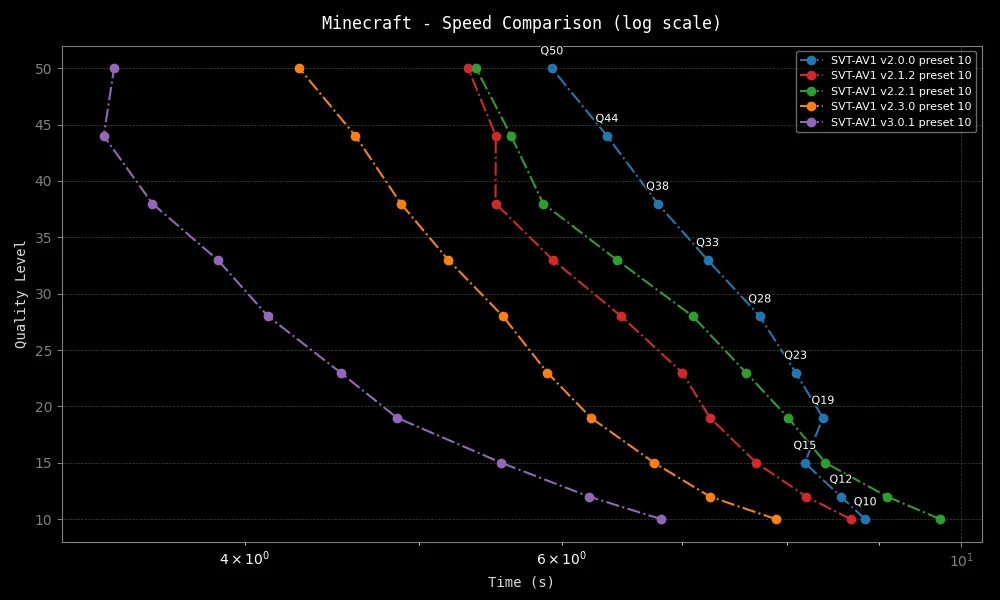 Minecraft - Speed Comparison (log scale)
SVT-AV1 v2.0.0 preset 10
SVT-AV1 v2.1.2 preset 10
SVT-AV1 v2.2.1 preset 10
SVT-AV1 v2.3.0 preset 10
SVT-AV1 v3.0.1 preset 10
Q50
Q44
Q38
Q33
Q28
Q23
Q19
Q15
Q12
Q10
Quality Level
50
45
40
35
30
25
20
15
10
4 × 10⁰
6 × 10⁰
10¹
Time (s)